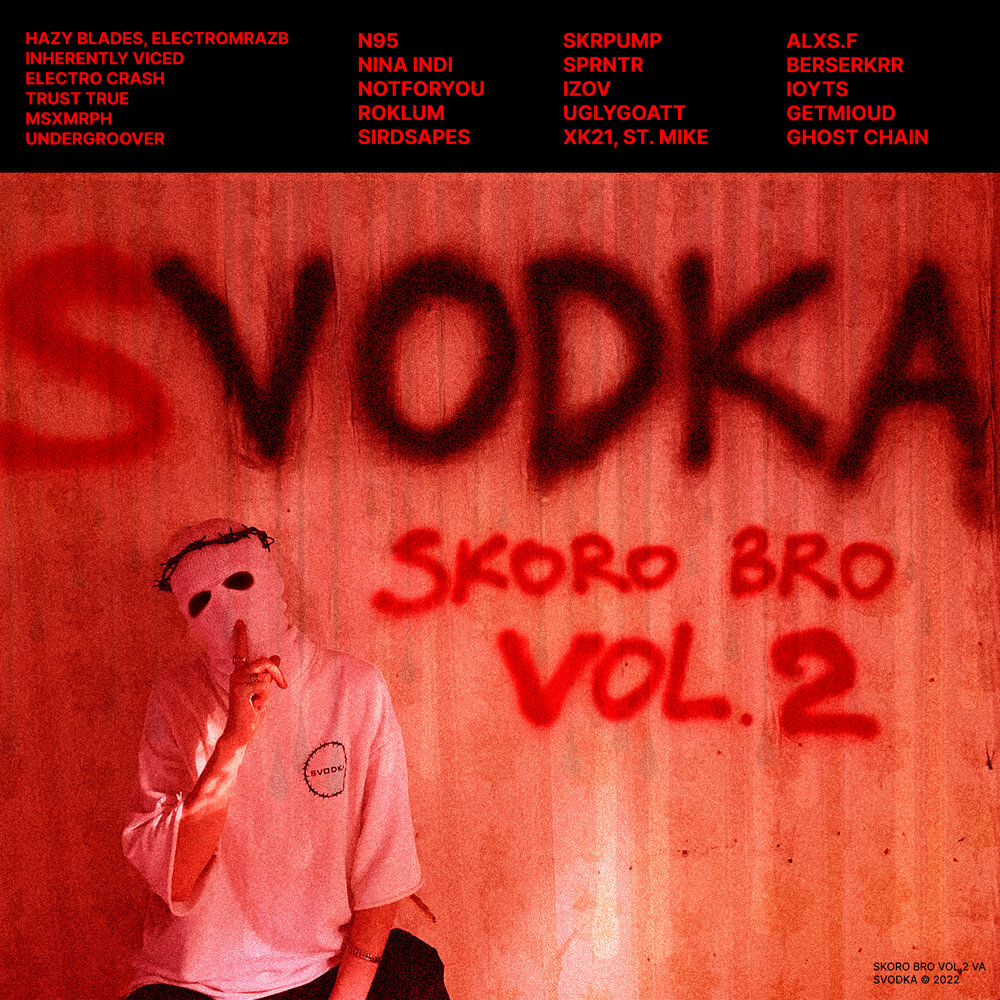 HAZY BLADES, ELECTROMRAZB
INHERENTLY VICED
ELECTRO CRASH
TRUST TRUE
MSXMRPH
UNDERGROOVER
N95
NINA INDI
NOTFORYOU
ROKLUM
SIRDSAPES
SKRPUMP
SPRNTR
IZOV
UGLYGOATT
XK21, ST. MIKE
ALXS.F
BERSERKRR
IOYTS
GETMIOUD
GHOST CHAIN
SVODKA
SKORO BRO
VOL.2
SVODK
SKORO BRO VOL.2 VA
SVODKA © 2022